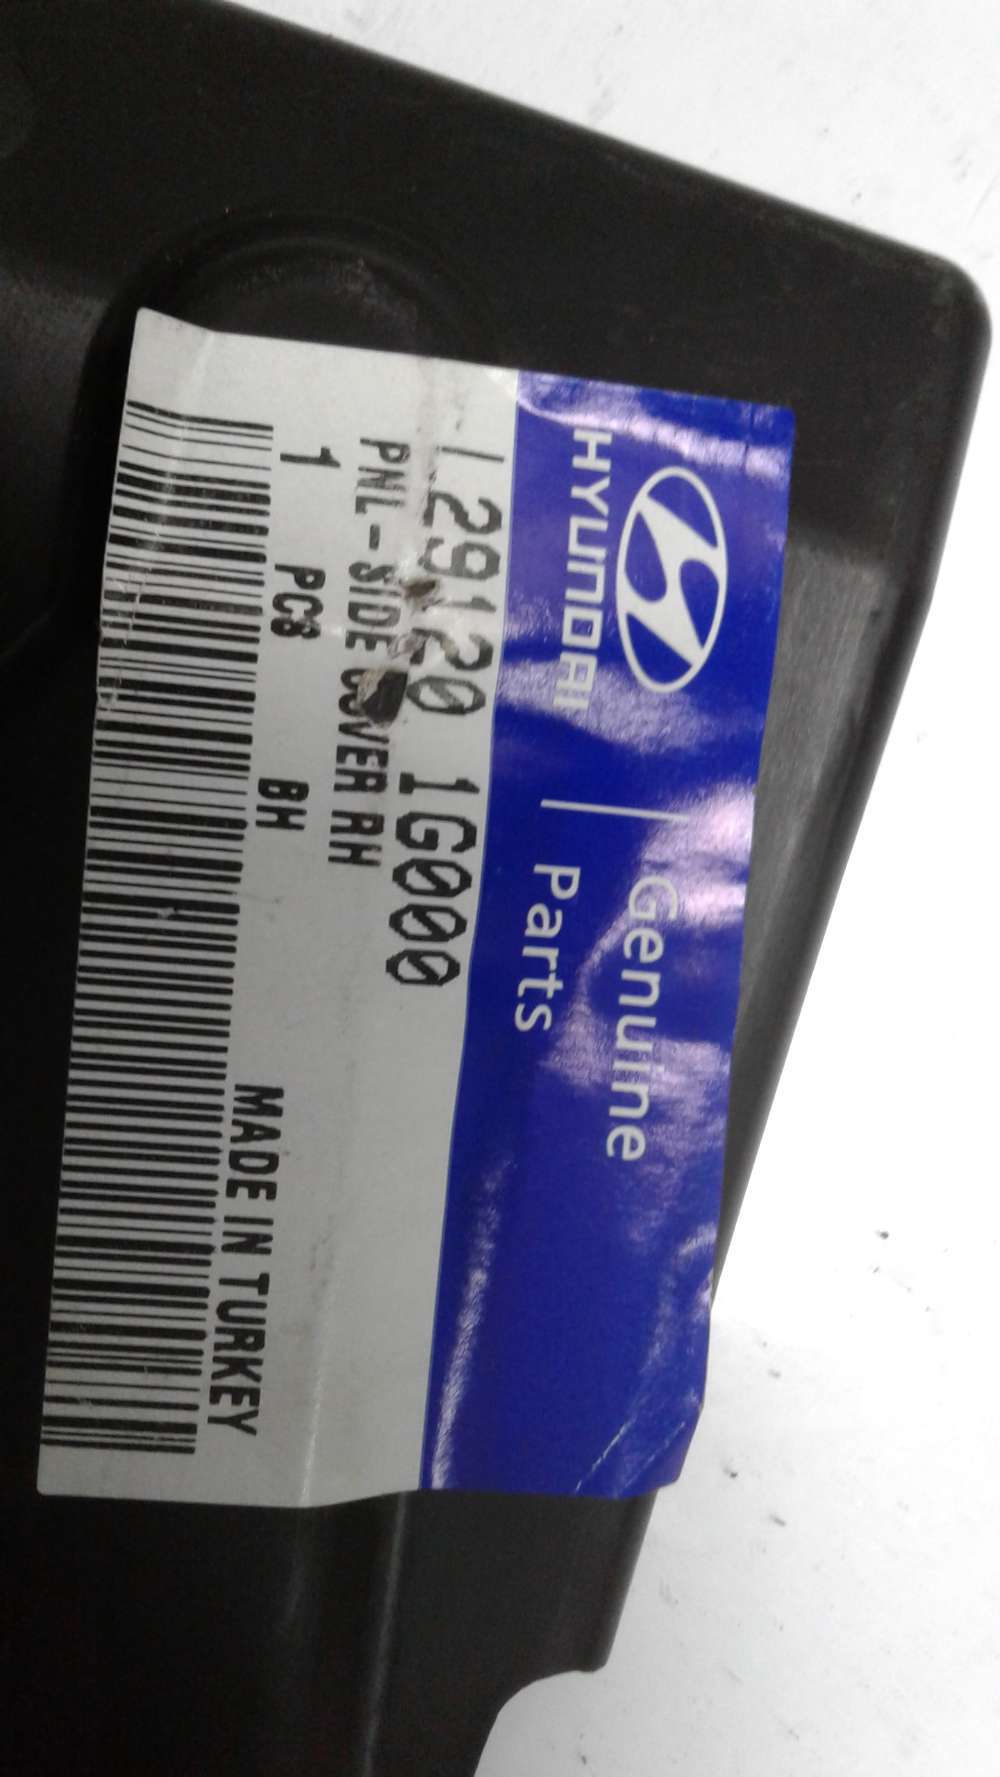 HYUNDAI | Genuine
Parts
/ 29120 1G000
PNL-SIDE COVER RH
1 PCS BH MADE IN TURKEY